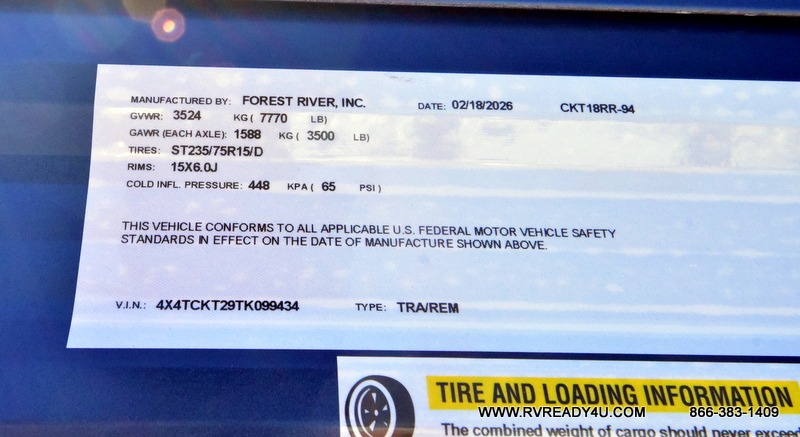 MANUFACTURED BY: FOREST RIVER, INC. DATE: 02/18/2026 CKT18RR-94
GVWR: 3524 KG ( 7770 LB)
GAWR (EACH AXLE): 1588 KG ( 3500 LB)
TIRES: ST235/75R15/D
RIMS: 15X6.0J
COLD INFL. PRESSURE: 448 KPA ( 65 PSI )
THIS VEHICLE CONFORMS TO ALL APPLICABLE U.S. FEDERAL MOTOR VEHICLE SAFETY
STANDARDS IN EFFECT ON THE DATE OF MANUFACTURE SHOWN ABOVE.
V.I.N.: 4X4TCKT29TK099434 TYPE: TRA/REM
TIRE AND LOADING INFORMATION
WWW.RVREADY4U.COM 866-383-1409
The combined weight of cargo should never exceed